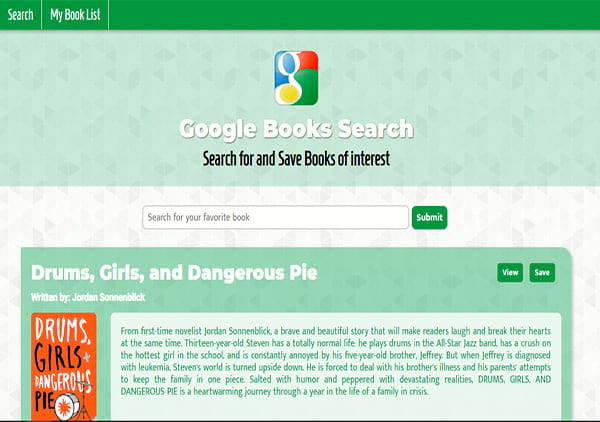 Search My Book List
g
Google Books Search
Search for and Save Books of interest
Search for your favorite book Submit
Drums, Girls, and Dangerous Pie View Save
Written by: Jordan Sonnenblick
DRUMS,
GIRLS +
DANGEROUS
PIE
From first-time novelist Jordan Sonnenblick, a brave and beautiful story that will make readers laugh and break their hearts
at the same time. Thirteen-year-old Steven has a totally normal life: he plays drums in the All-Star Jazz band, has a crush on
the hottest girl in the school, and is constantly annoyed by his five-year-old brother, Jeffrey. But when Jeffrey is diagnosed
with leukemia, Steven's world is turned upside down. He is forced to deal with his brother's illness and his parents' attempts
to keep the family in one piece. Salted with humor and peppered with devastating realities, DRUMS, GIRLS, AND
DANGEROUS PIE is a heartwarming journey through a year in the life of a family in crisis.